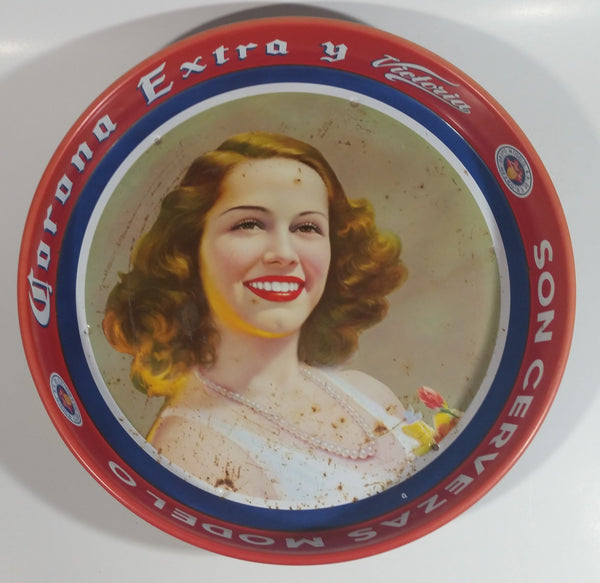 Corona Extra y Victoria
SON CERVEZAS MODELO